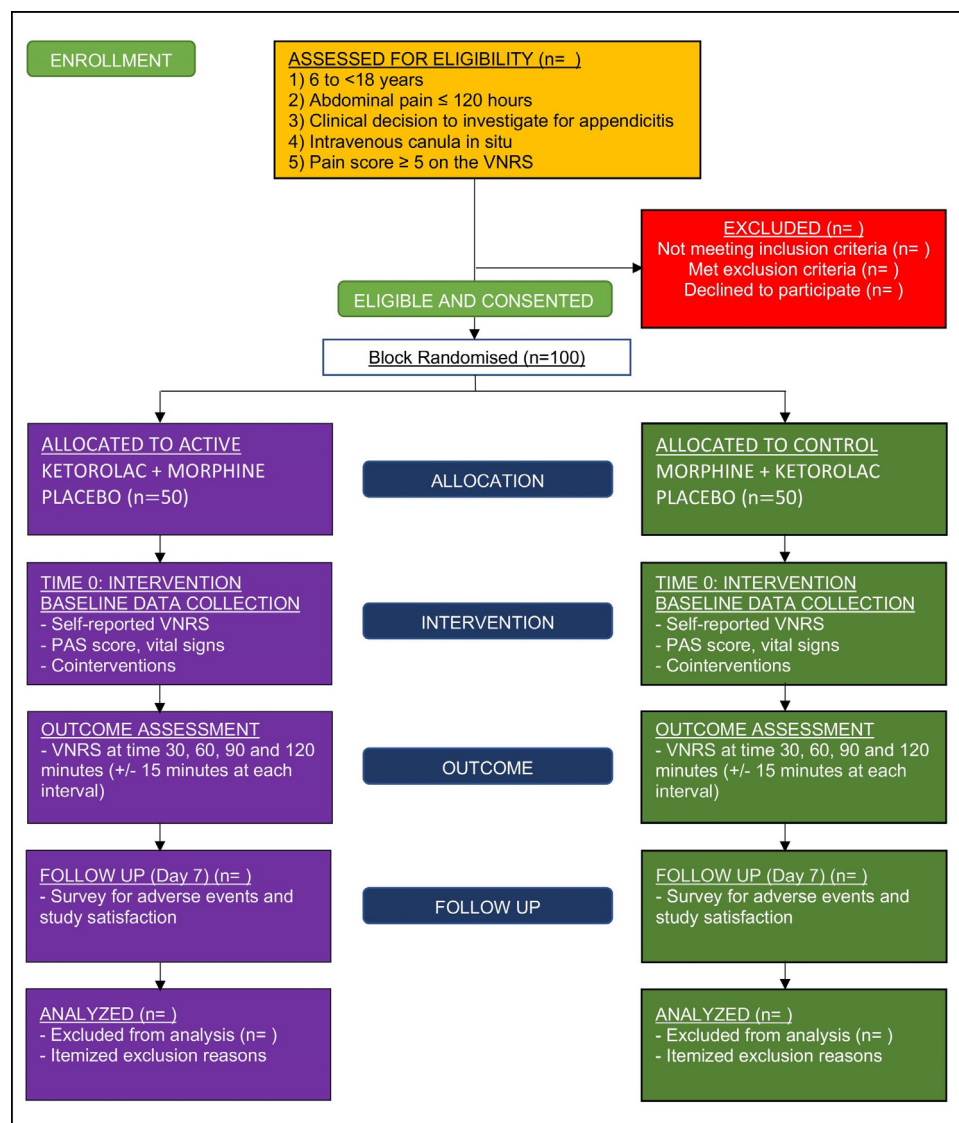 ENROLLMENT
ASSESSED FOR ELIGIBILITY (n=  )
1) 6 to <18 years
2) Abdominal pain ≤ 120 hours
3) Clinical decision to investigate for appendicitis
4) Intravenous canula in situ
5) Pain score ≥ 5 on the VNRS
EXCLUDED (n= )
Not meeting inclusion criteria (n= )
Met exclusion criteria (n= )
Declined to participate (n= )
ELIGIBLE AND CONSENTED
Block Randomised (n=100)
ALLOCATED TO ACTIVE
KETOROLAC + MORPHINE
PLACEBO (n=50)
ALLOCATION
ALLOCATED TO CONTROL
MORPHINE + KETOROLAC
PLACEBO (n=50)
TIME 0: INTERVENTION
BASELINE DATA COLLECTION
- Self-reported VNRS
- PAS score, vital signs
- Cointerventions
INTERVENTION
TIME 0: INTERVENTION
BASELINE DATA COLLECTION
- Self-reported VNRS
- PAS score, vital signs
- Cointerventions
OUTCOME ASSESSMENT
- VNRS at time 30, 60, 90 and 120
minutes (+/- 15 minutes at each
interval)
OUTCOME
OUTCOME ASSESSMENT
- VNRS at time 30, 60, 90 and 120
minutes (+/- 15 minutes at each
interval)
FOLLOW UP (Day 7) (n= )
- Survey for adverse events and
study satisfaction
FOLLOW UP
FOLLOW UP (Day 7) (n= )
- Survey for adverse events and
study satisfaction
ANALYZED (n= )
- Excluded from analysis (n= )
- Itemized exclusion reasons
ANALYZED (n= )
- Excluded from analysis (n= )
- Itemized exclusion reasons